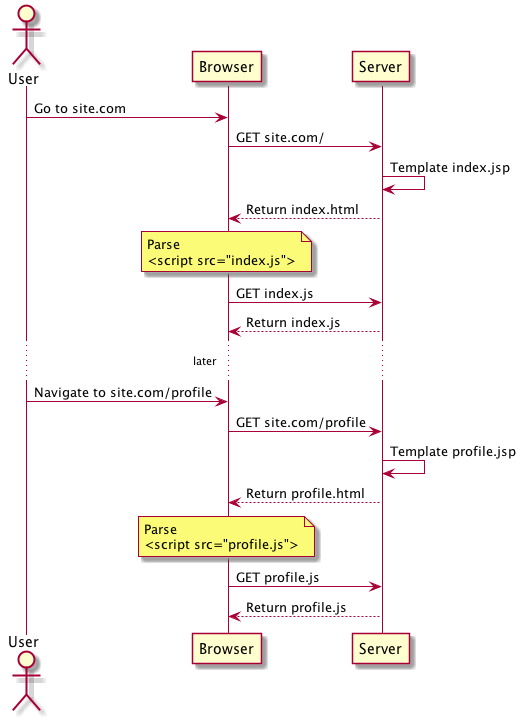 User
Browser
Server
Go to site.com
GET site.com/
Template index.jsp
Return index.html
Parse
<script src="index.js">
GET index.js
Return index.js
later
Navigate to site.com/profile
GET site.com/profile
Template profile.jsp
Return profile.html
Parse
<script src="profile.js">
GET profile.js
Return profile.js
User
Browser
Server